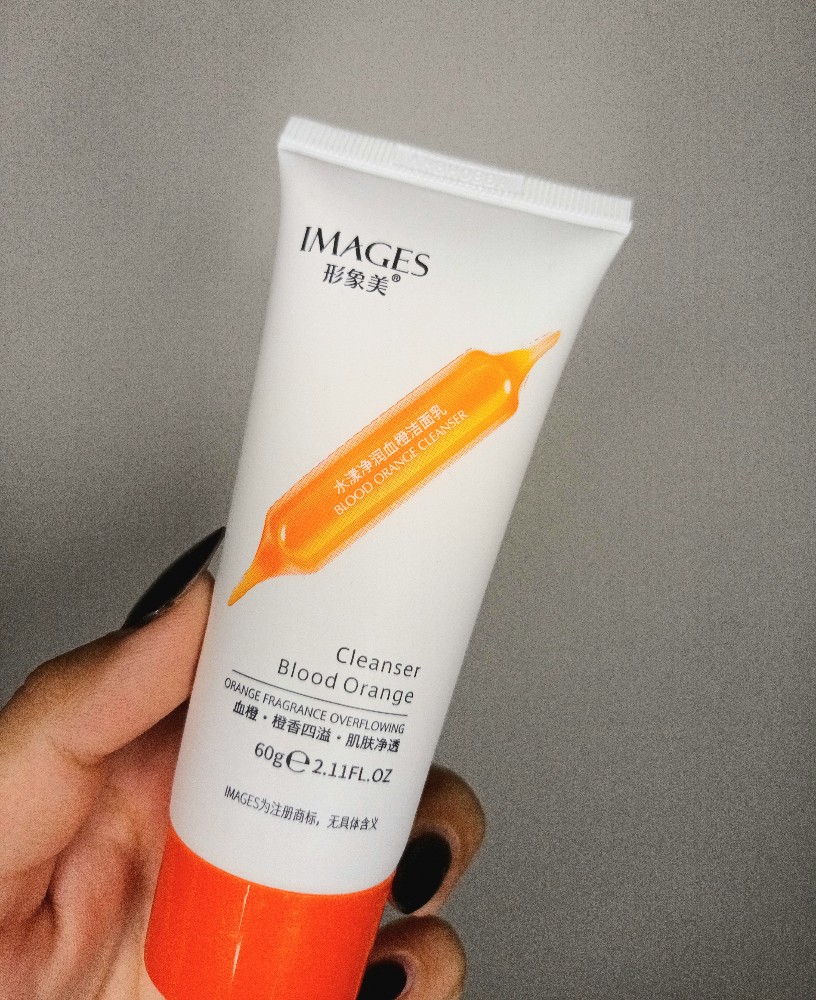 IMAGES
形象美®
水漾净润血橙洁面乳
BLOOD ORANGE CLEANSER
Cleanser
Blood Orange
ORANGE FRAGRANCE OVERFLOWING
血橙·橙香四溢·肌肤净透
60g℮2.11FL.OZ
IMAGES为注册商标，无具体含义